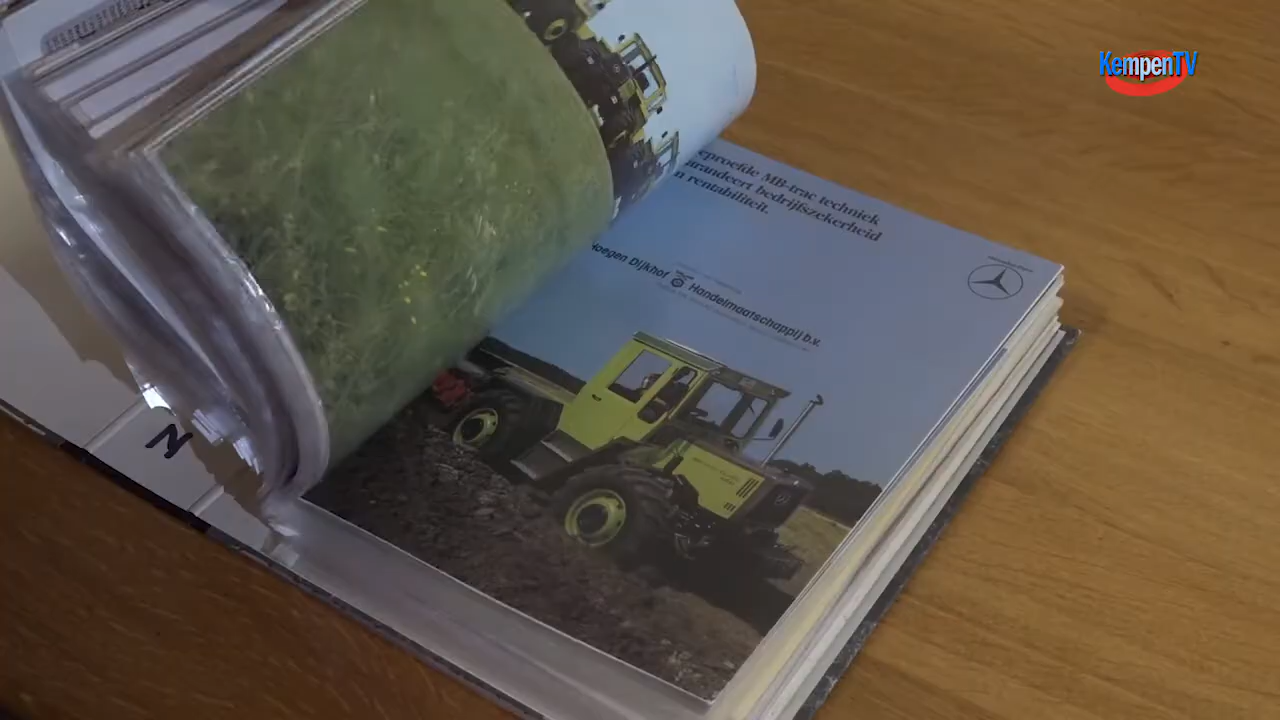 KempenTV
eproefde MB-trac techniek
arandeert bedrijfszekerheid
n rentabiliteit.
Hoegen Dijkhof Handelmaatschappij b.v.
N